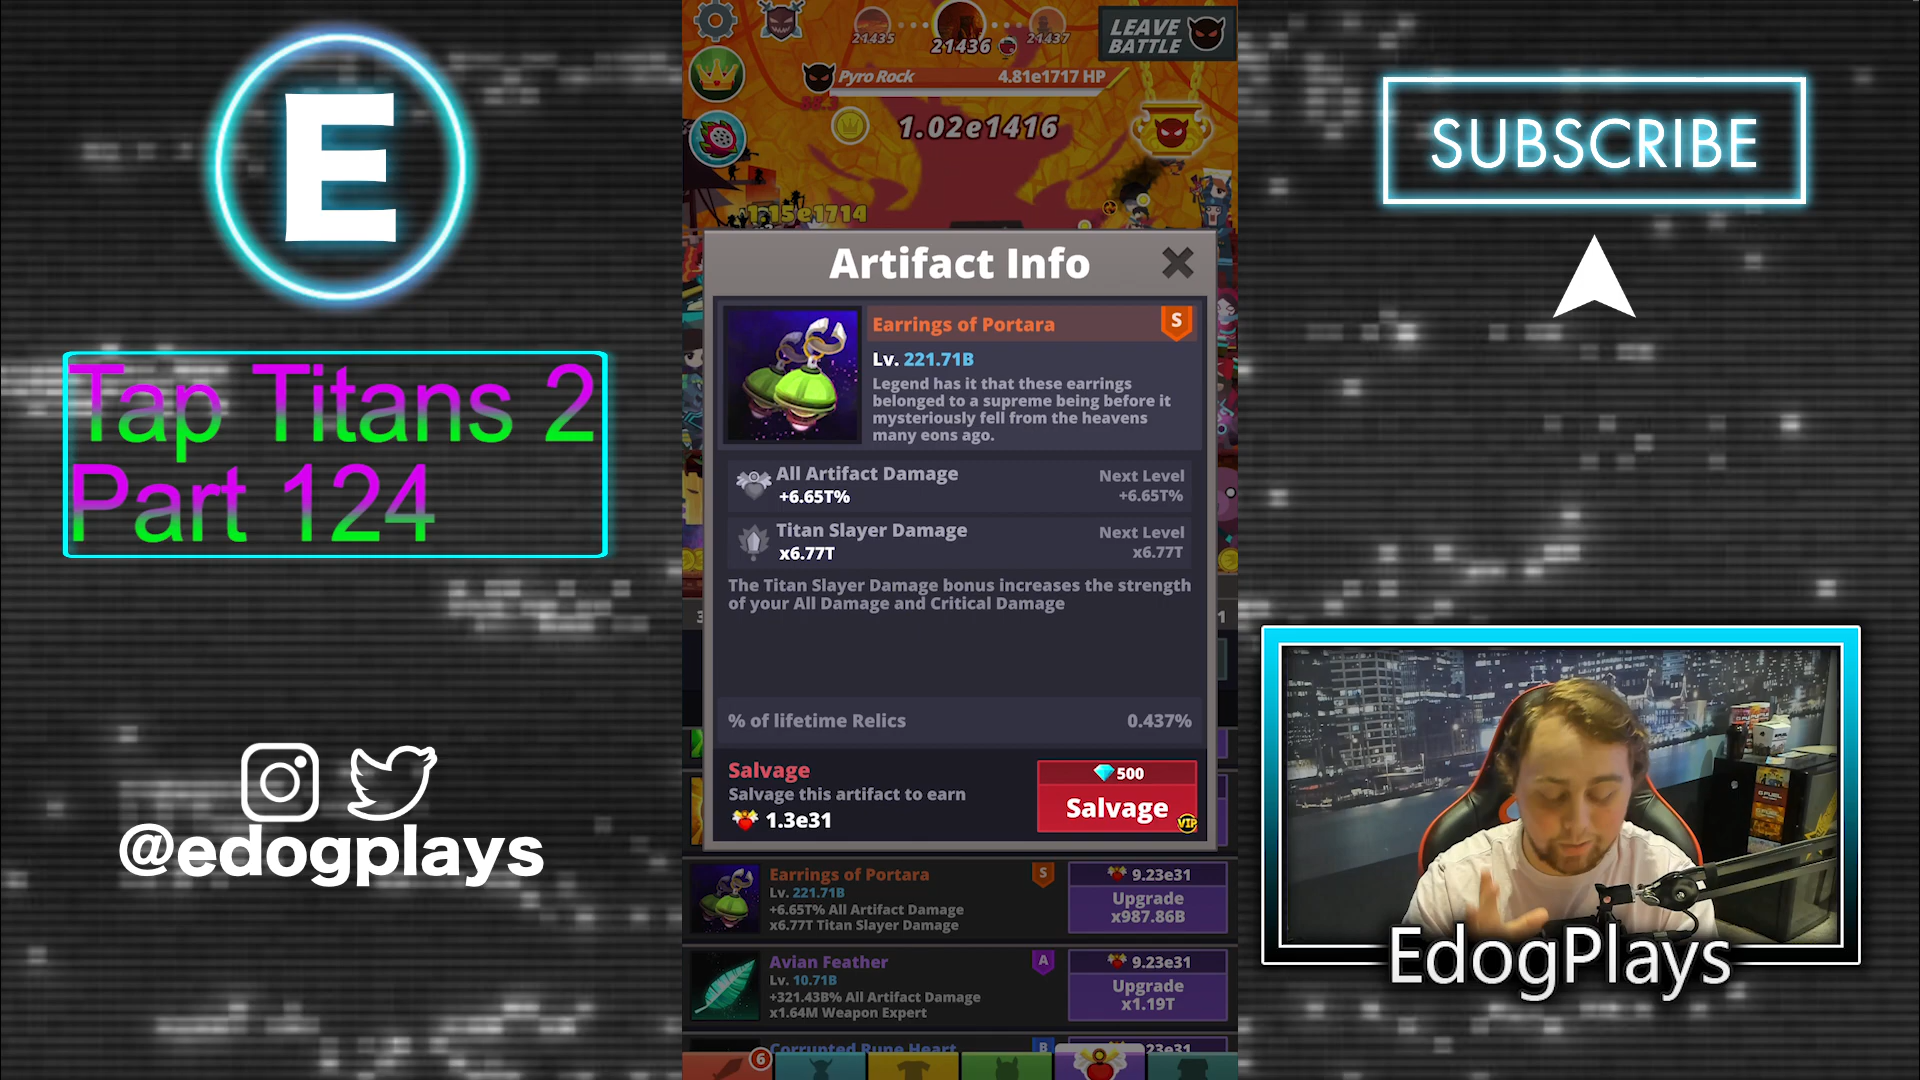 E
Tap Titans 2
Part 124
@edogplays
21435
21436
21437
LEAVE
BATTLE
Pyro Rock
4.81e1717 HP
1.02e1416
1.15e1714
Artifact Info
Earrings of Portara
S
Lv. 221.71B
Legend has it that these earrings
belonged to a supreme being before it
mysteriously fell from the heavens
many eons ago.
All Artifact Damage
+6.65T%
Next Level
+6.65T%
Titan Slayer Damage
x6.77T
Next Level
x6.77T
The Titan Slayer Damage bonus increases the strength
of your All Damage and Critical Damage
% of lifetime Relics
0.437%
Salvage
Salvage this artifact to earn
1.3e31
500
Salvage
VIP
Earrings of Portara
S
Lv. 221.71B
+6.65T% All Artifact Damage
x6.77T Titan Slayer Damage
9.23e31
Upgrade
x987.86B
Avian Feather
A
Lv. 10.71B
+321.43B% All Artifact Damage
x1.64M Weapon Expert
9.23e31
Upgrade
x1.19T
Corrupted Rune Heart
B
23e31
6
SUBSCRIBE
EdogPlays